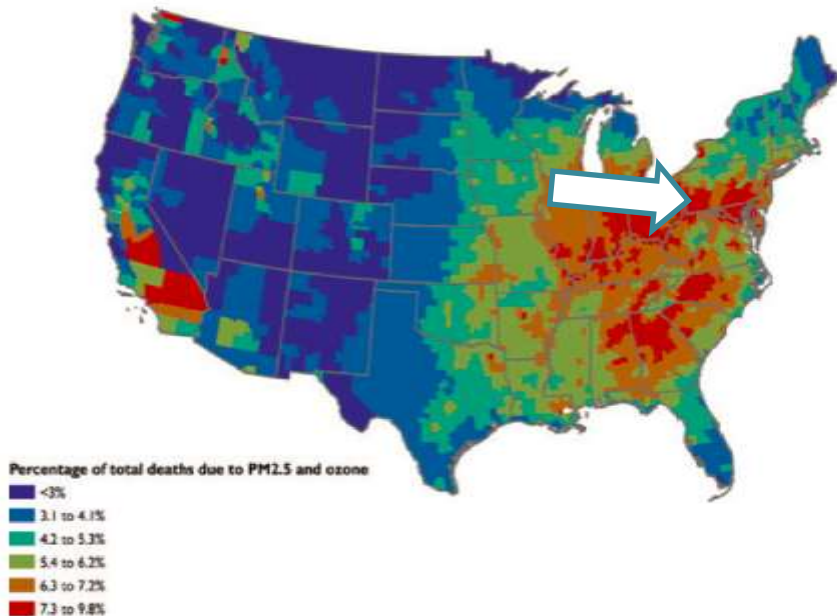 Percentage of total deaths due to PM2.5 and ozone
<3%
3.1 to 4.1%
4.2 to 5.3%
5.4 to 6.2%
6.3 to 7.2%
7.3 to 9.8%